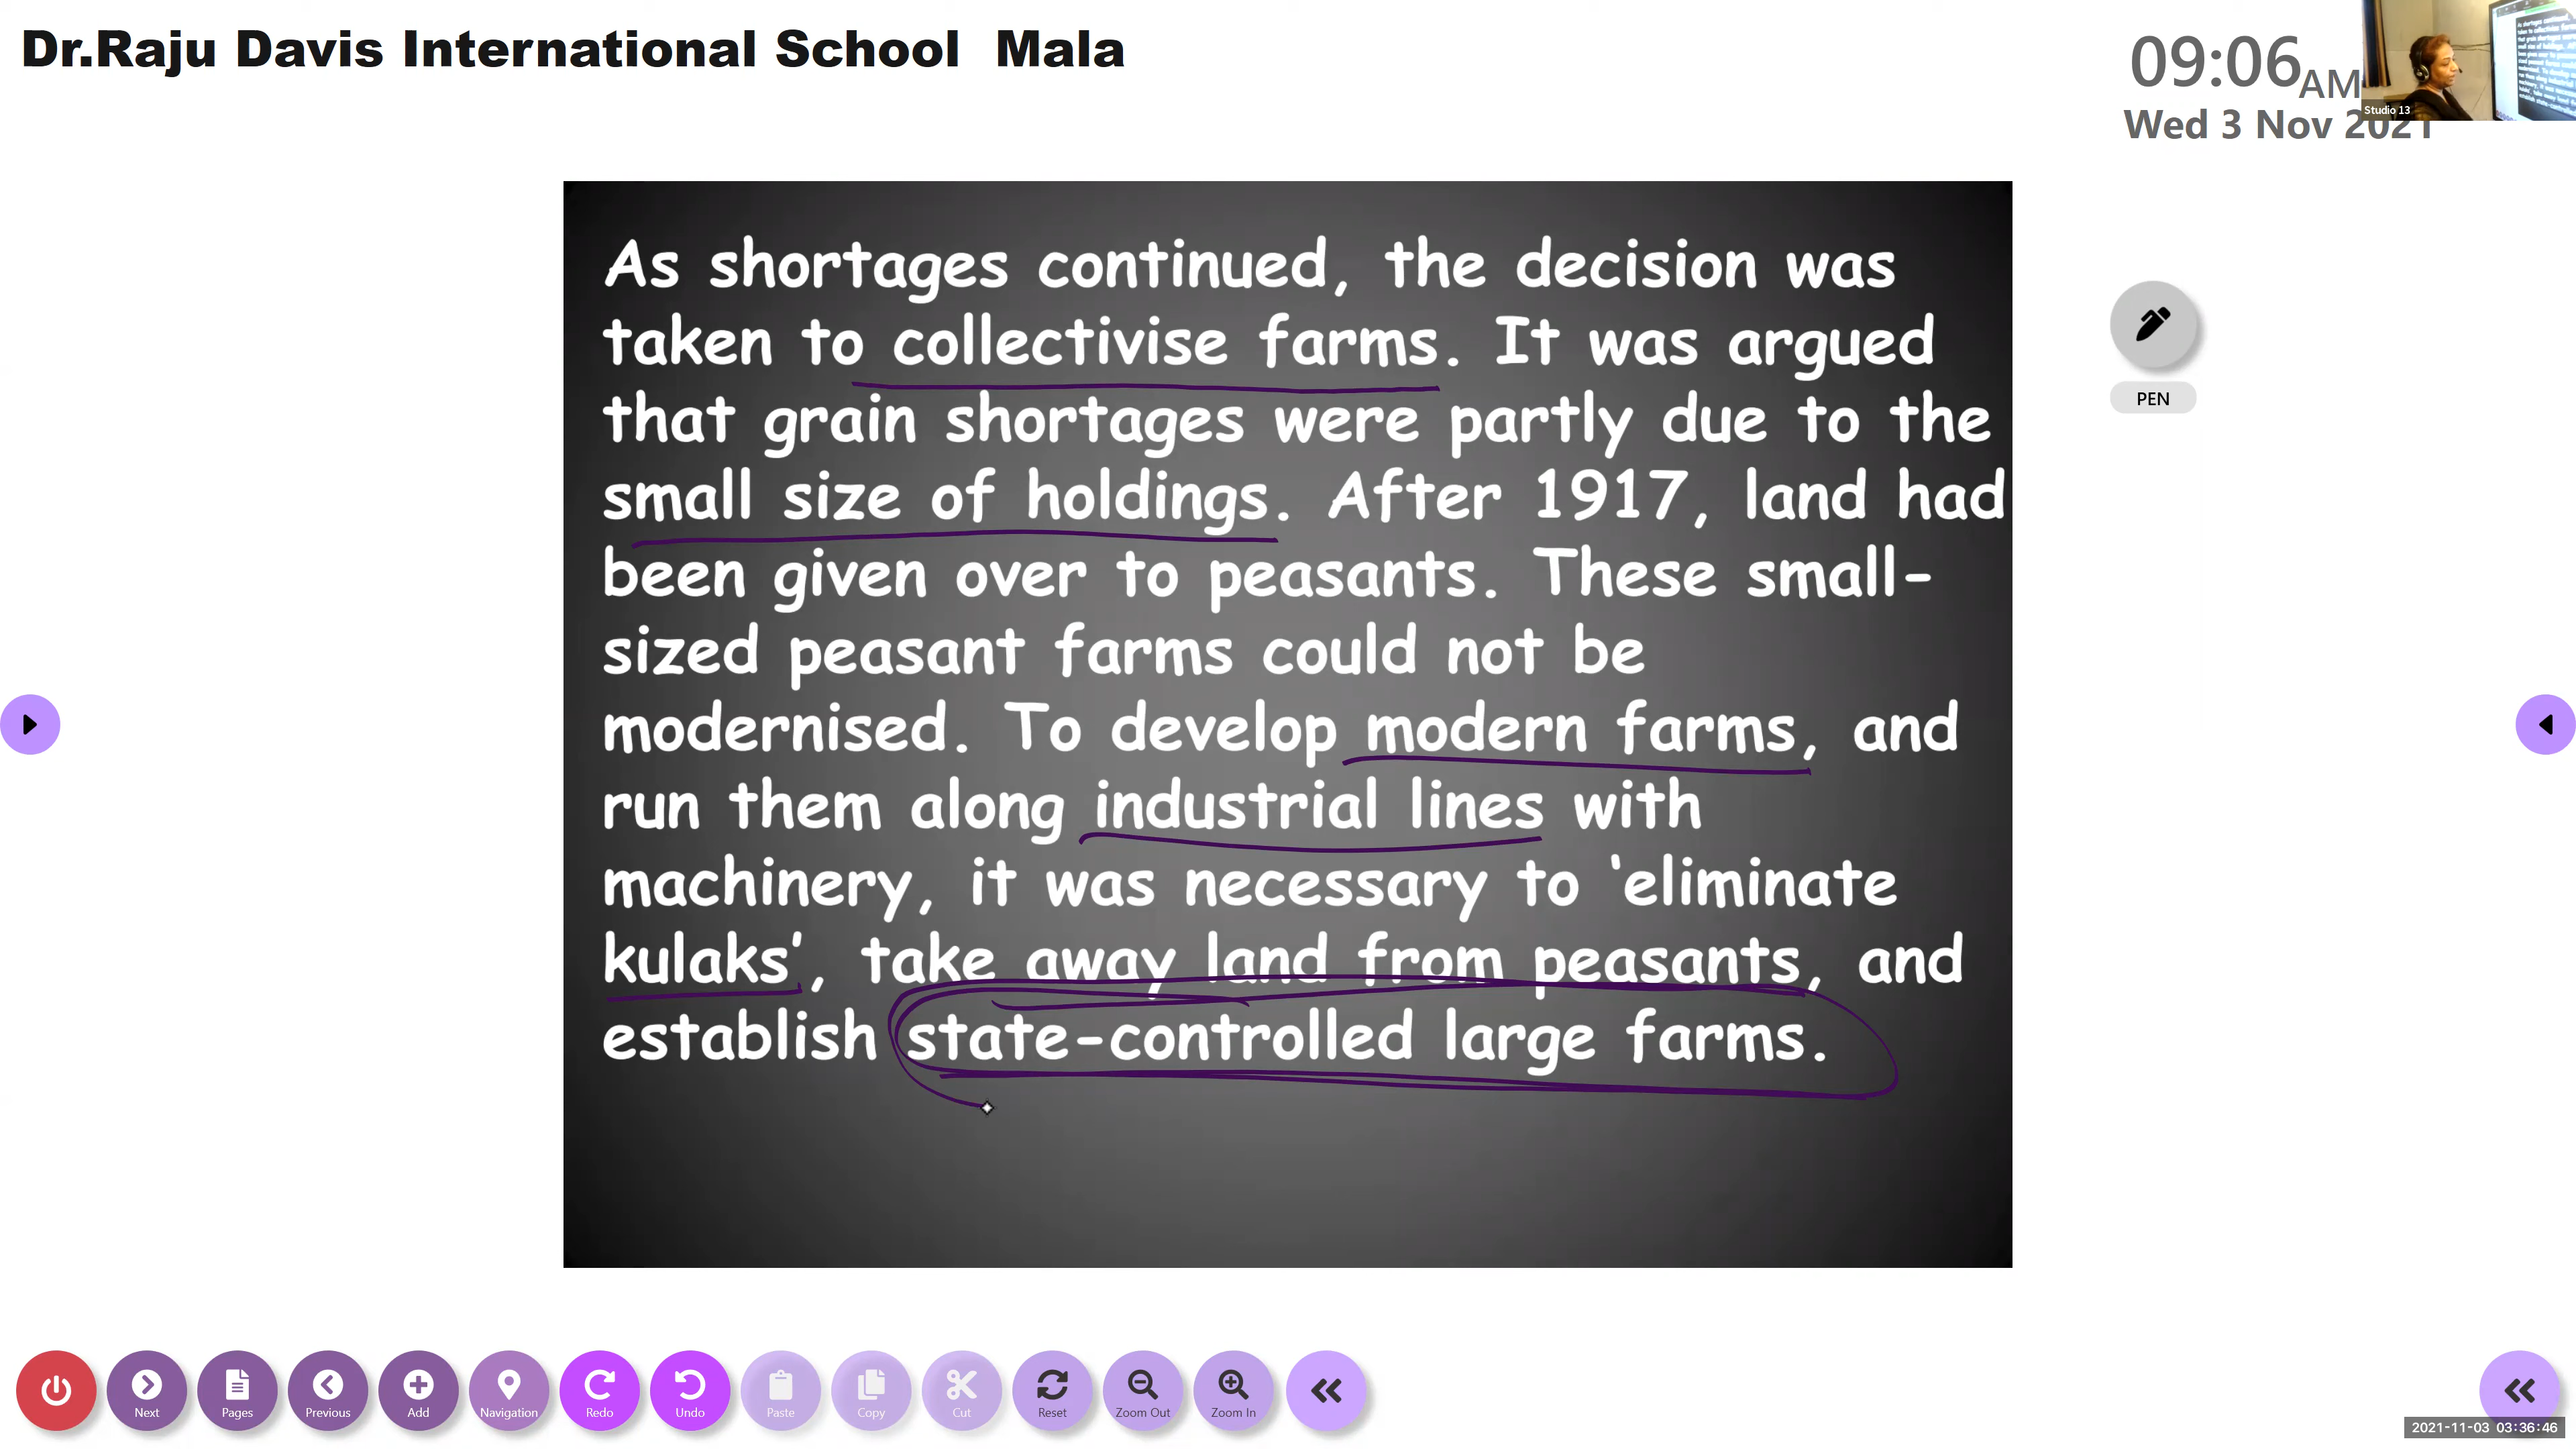 Dr.Raju Davis International School Mala
09:06 AM
Wed 3 Nov 2021
Studio 13
As shortages continued, the decision was
taken to collectivise farms. It was argued
that grain shortages were partly due to the
small size of holdings. After 1917, land had
been given over to peasants. These small-
sized peasant farms could not be
modernised. To develop modern farms, and
run them along industrial lines with
machinery, it was necessary to ‘eliminate
kulaks’, take away land from peasants, and
establish state-controlled large farms.
PEN
Next
Pages
Previous
Add
Navigation
Redo
Undo
Paste
Copy
Cut
Reset
Zoom Out
Zoom In
2021-11-03 03:36:46